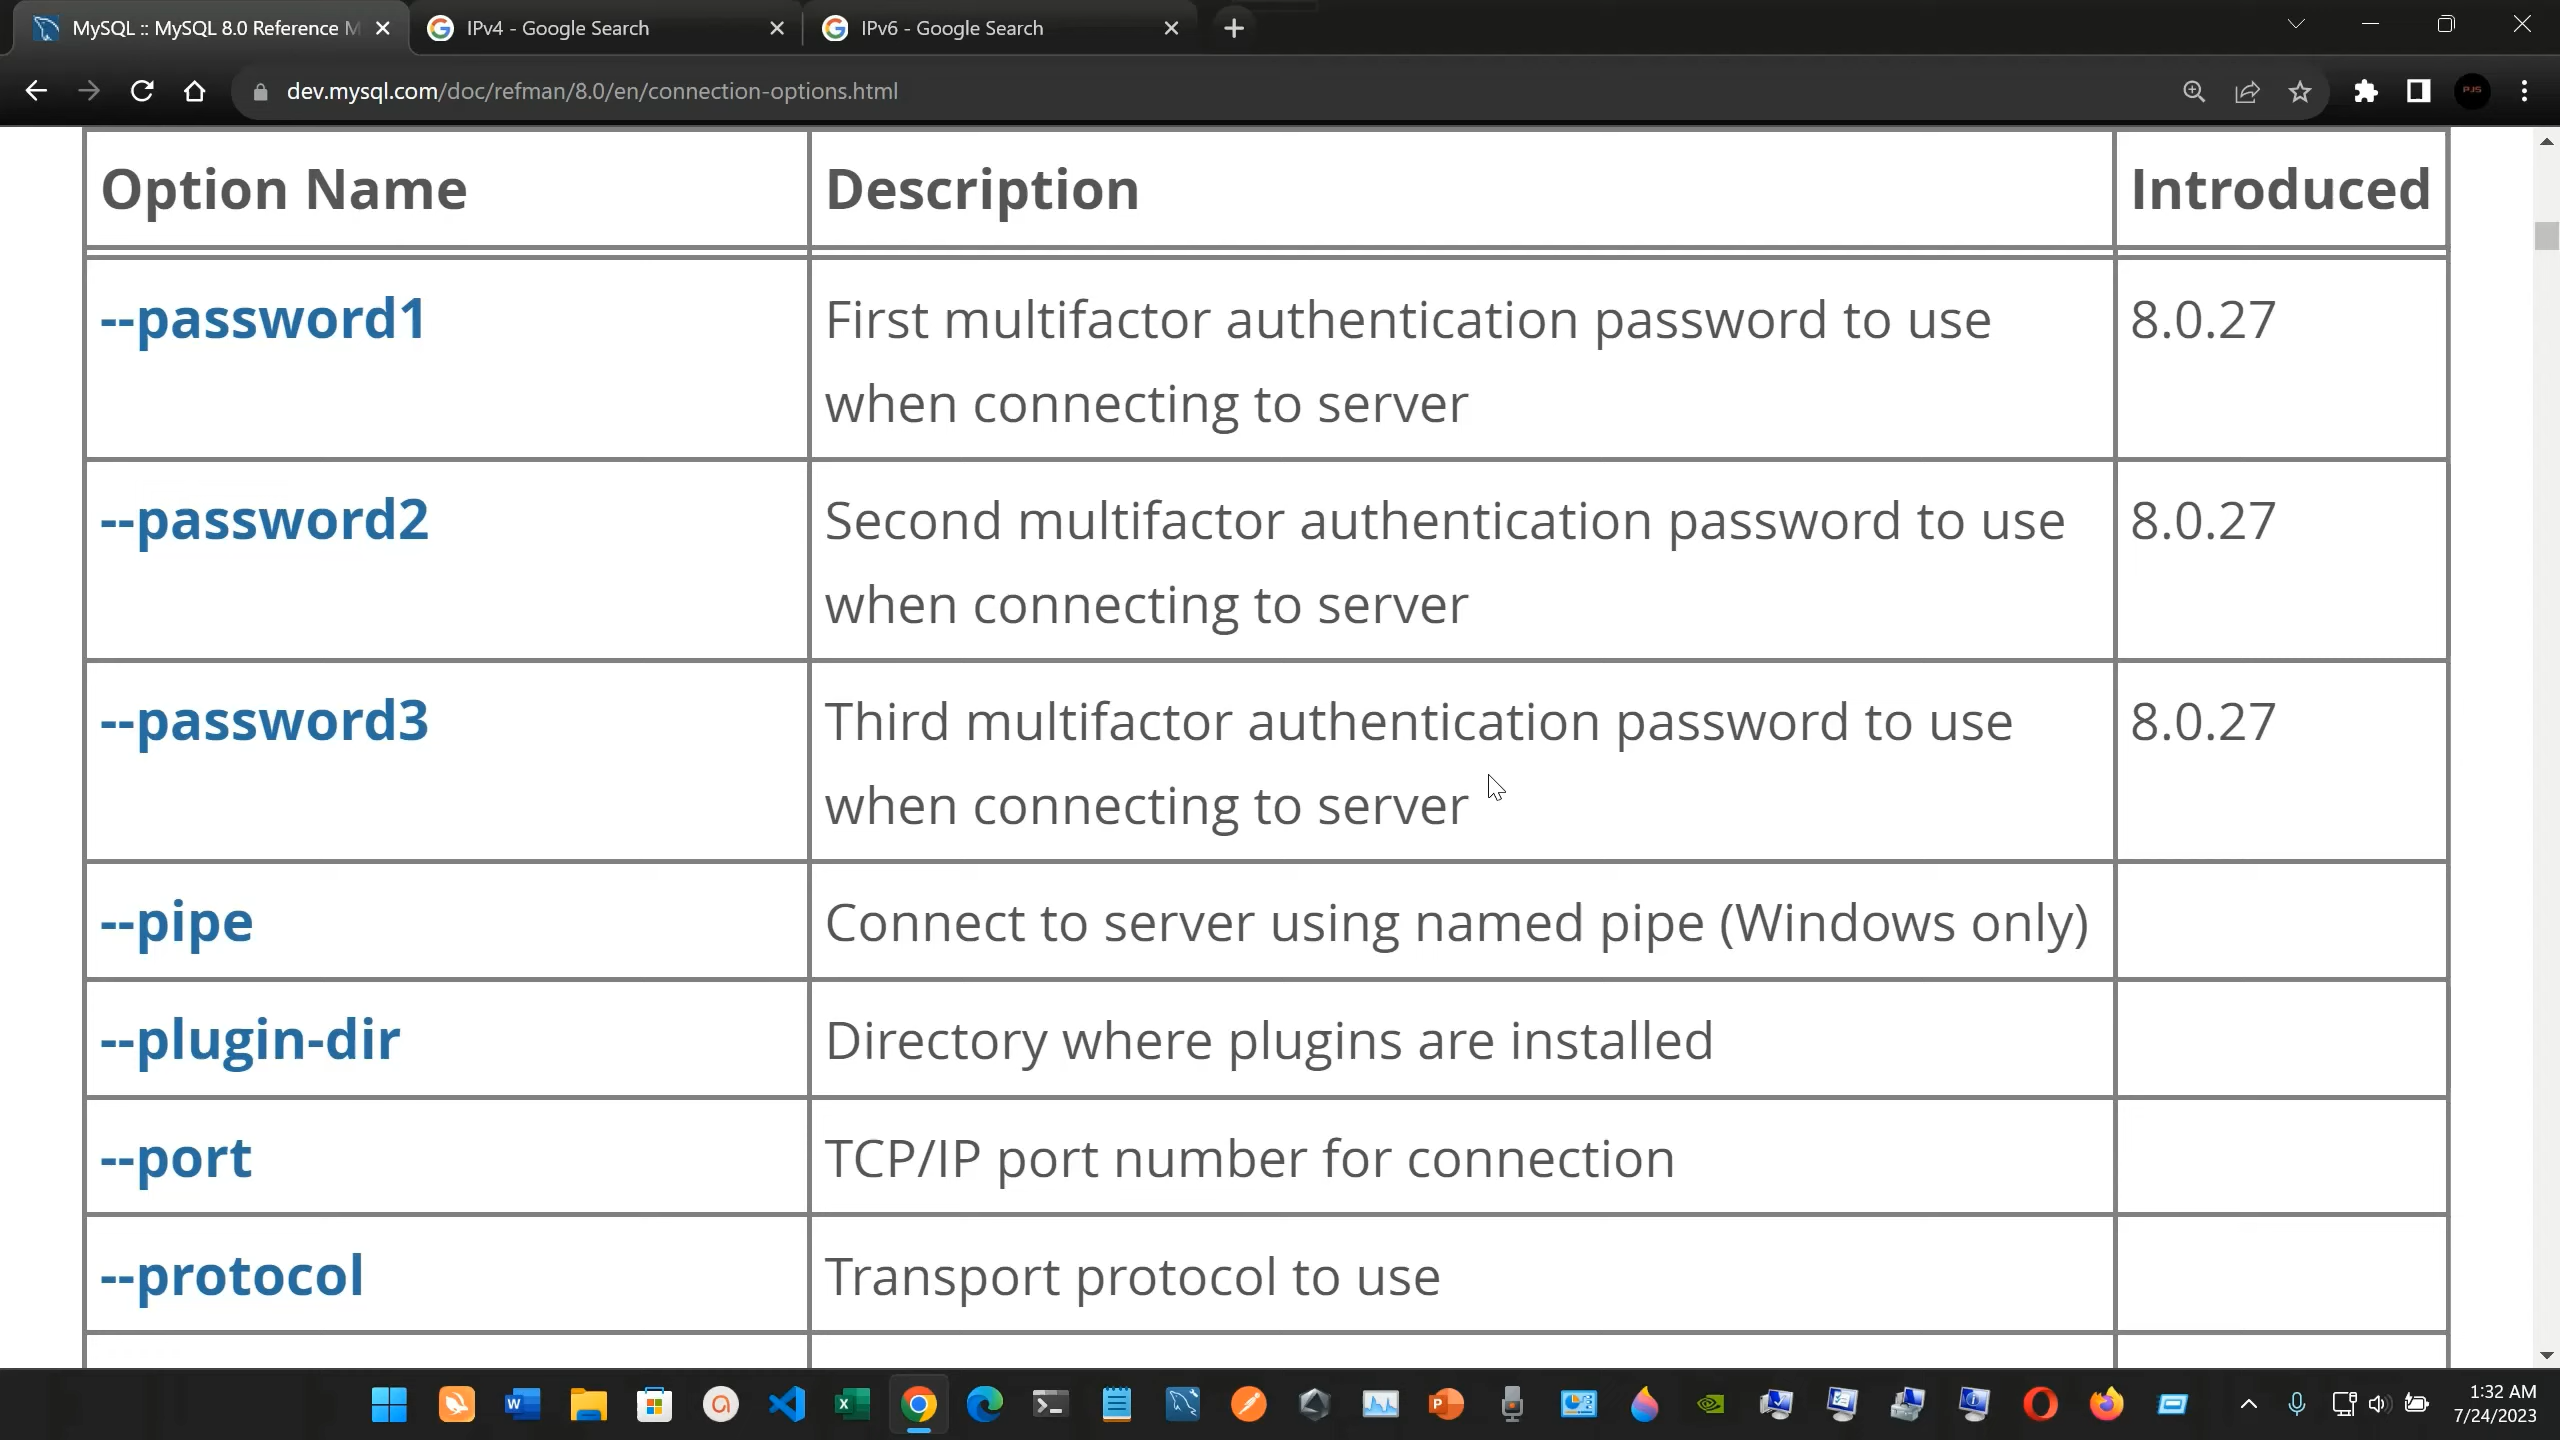 MySQL :: MySQL 8.0 Reference M
IPv4 - Google Search
IPv6 - Google Search
dev.mysql.com/doc/refman/8.0/en/connection-options.html
PJS
Option Name
Description
Introduced
--password1
First multifactor authentication password to use
when connecting to server
8.0.27
--password2
Second multifactor authentication password to use
when connecting to server
8.0.27
--password3
Third multifactor authentication password to use
when connecting to server
8.0.27
--pipe
Connect to server using named pipe (Windows only)
--plugin-dir
Directory where plugins are installed
--port
TCP/IP port number for connection
--protocol
Transport protocol to use
1:32 AM
7/24/2023